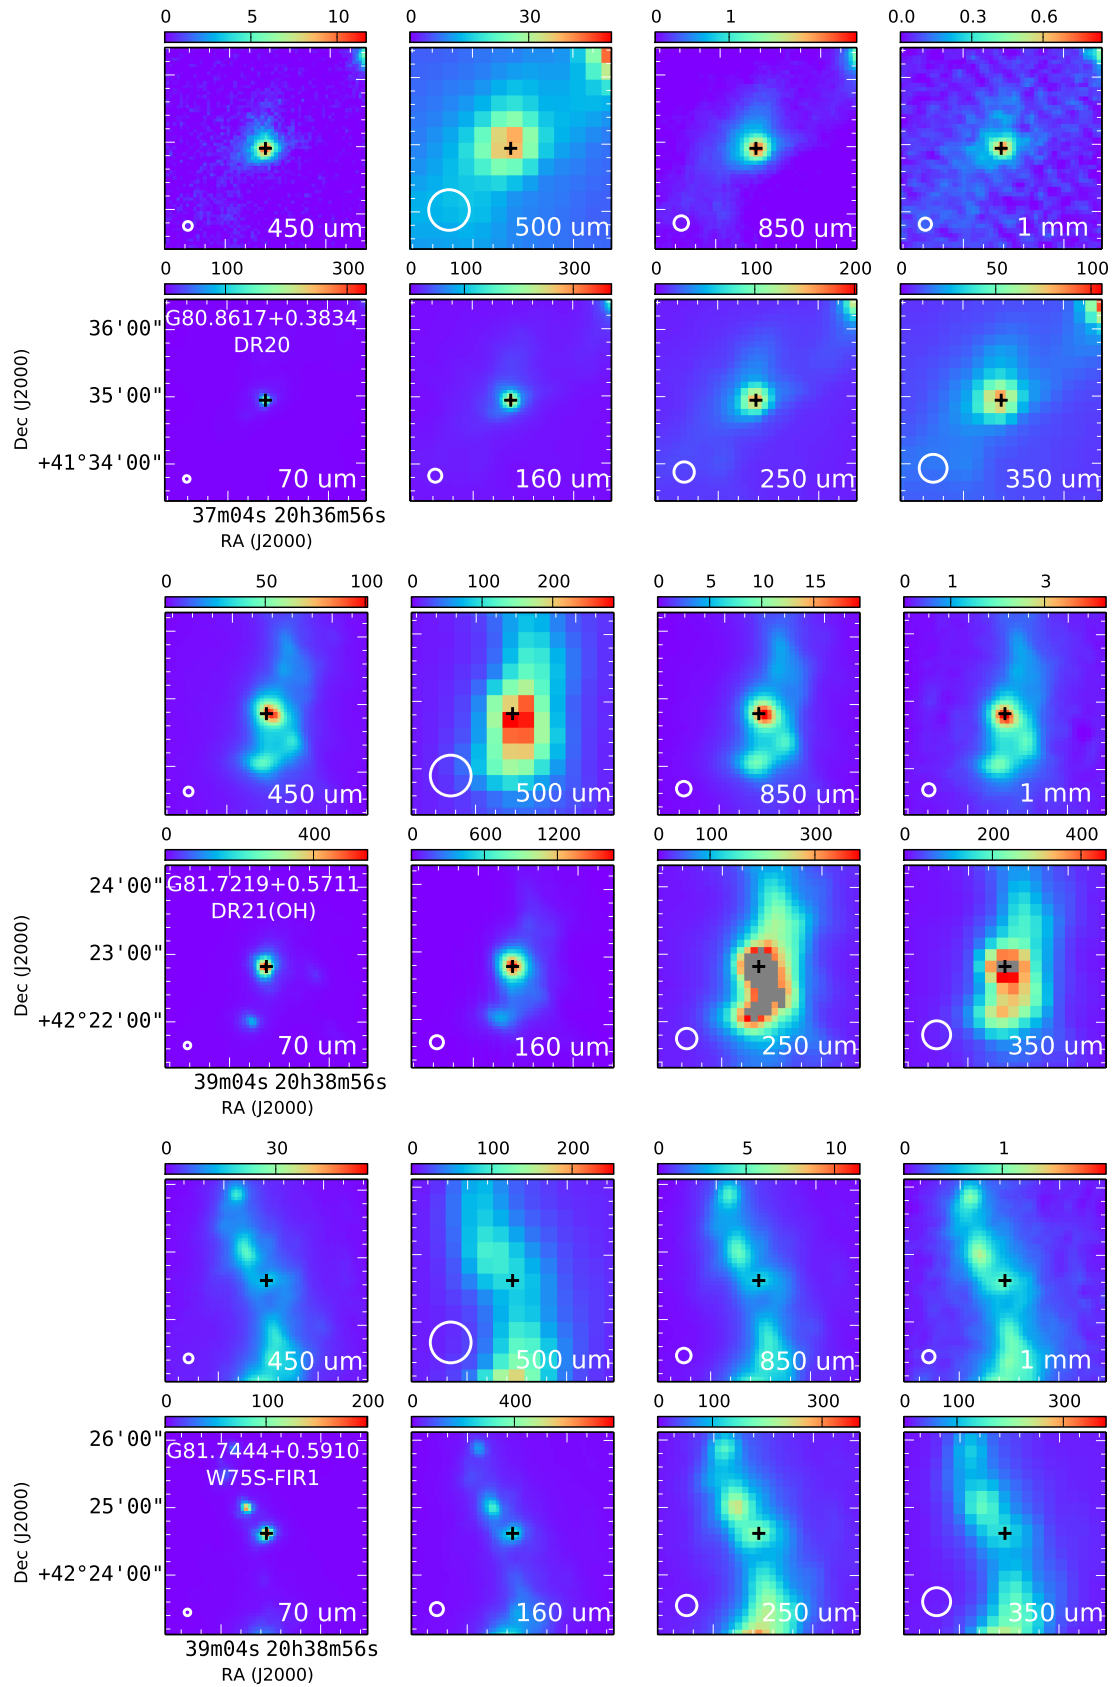 0 5 10 0 30 0 1 0.0 0.3 0.6
450 um 500 um 850 um 1 mm
0 100 300 0 100 300 0 100 200 0 50 100
G80.8617+0.3834
DR20
36'00"
35'00"
+41°34'00"
Dec (J2000)
70 um 160 um 250 um 350 um
37m04s 20h36m56s
RA (J2000)
0 50 100 0 100 200 0 5 10 15 0 1 3
450 um 500 um 850 um 1 mm
0 400 0 600 1200 0 100 300 0 200 400
G81.7219+0.5711
DR21(OH)
24'00"
23'00"
+42°22'00"
Dec (J2000)
70 um 160 um 250 um 350 um
39m04s 20h38m56s
RA (J2000)
0 30 0 100 200 0 5 10 0 1
450 um 500 um 850 um 1 mm
0 100 200 0 400 0 100 300 0 100 300
G81.7444+0.5910
W75S-FIR1
26'00"
25'00"
+42°24'00"
Dec (J2000)
70 um 160 um 250 um 350 um
39m04s 20h38m56s
RA (J2000)